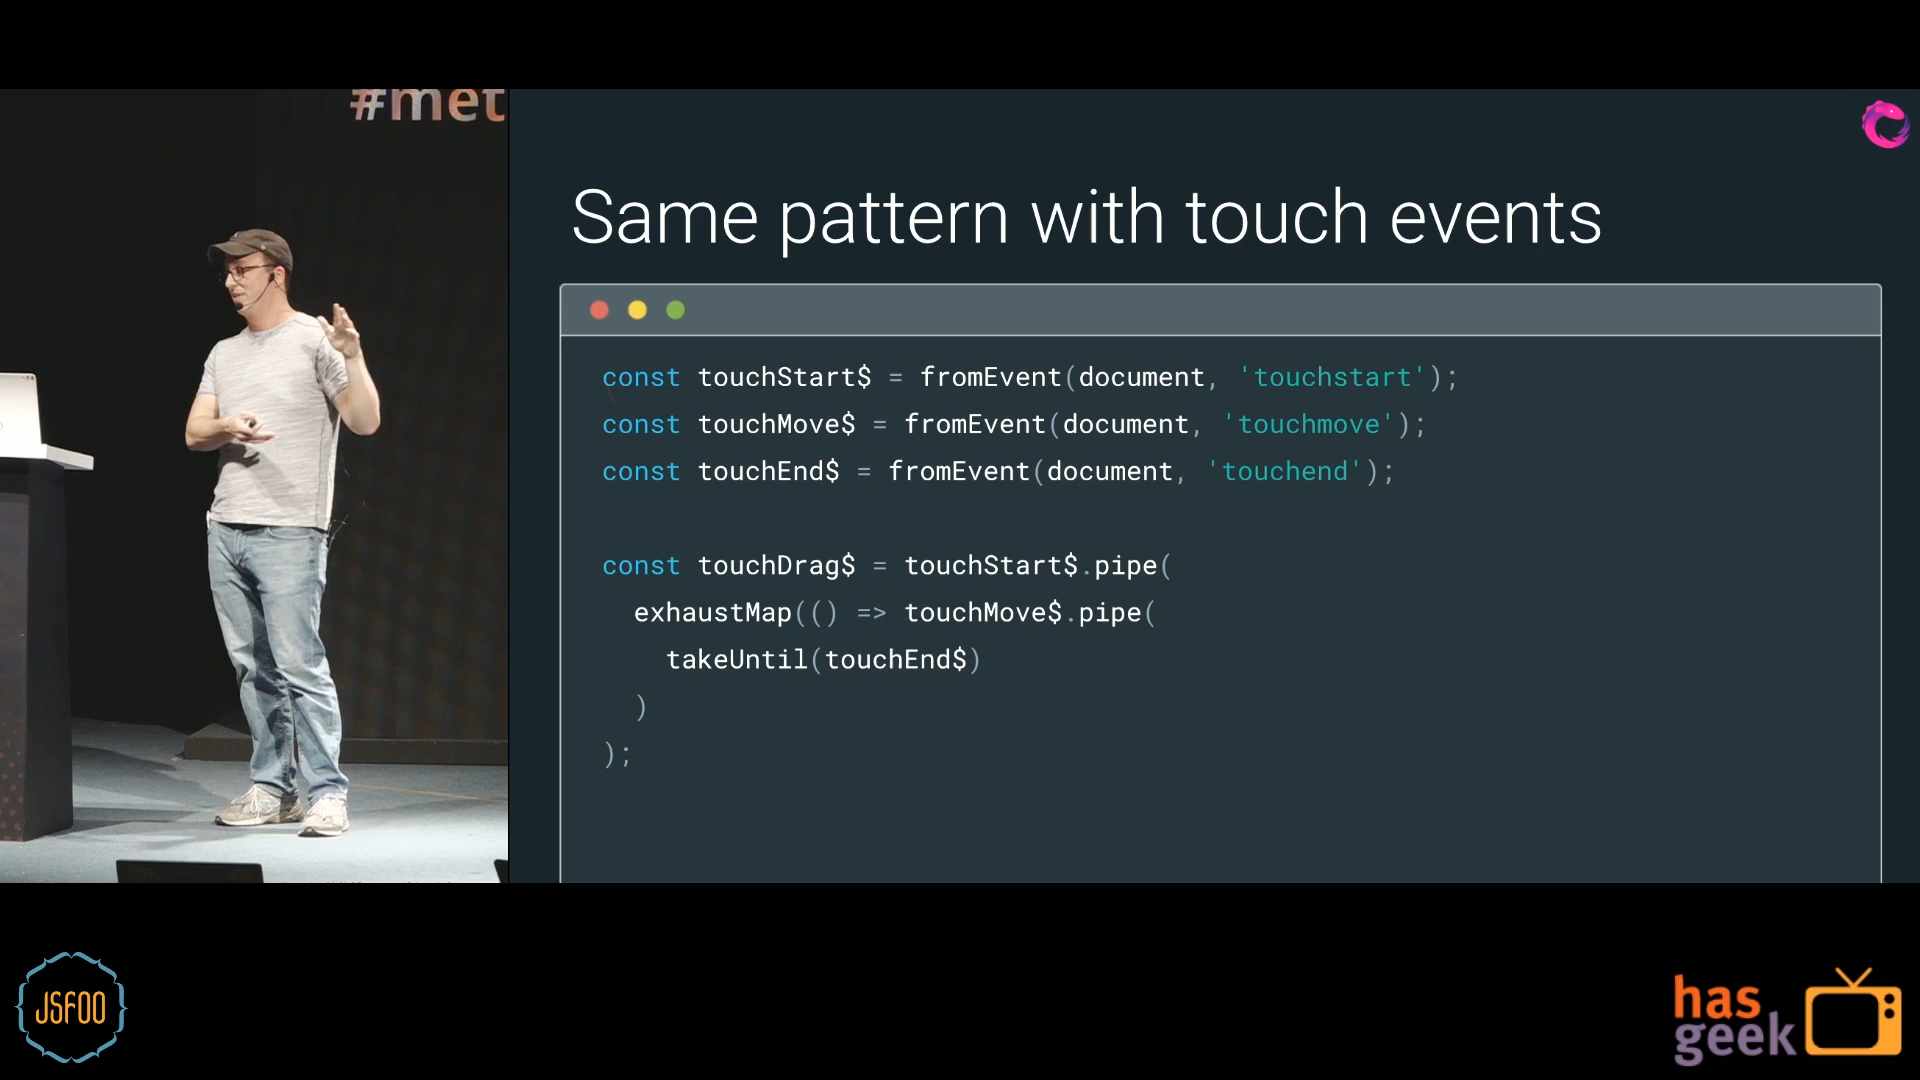 #met
Same pattern with touch events
const touchStart$ = fromEvent(document, 'touchstart');
const touchMove$ = fromEvent(document, 'touchmove');
const touchEnd$ = fromEvent(document, 'touchend');
const touchDrag$ = touchStart$.pipe(
exhaustMap(() => touchMove$.pipe(
takeUntil(touchEnd$)
)
);
JSFOO
has
geek